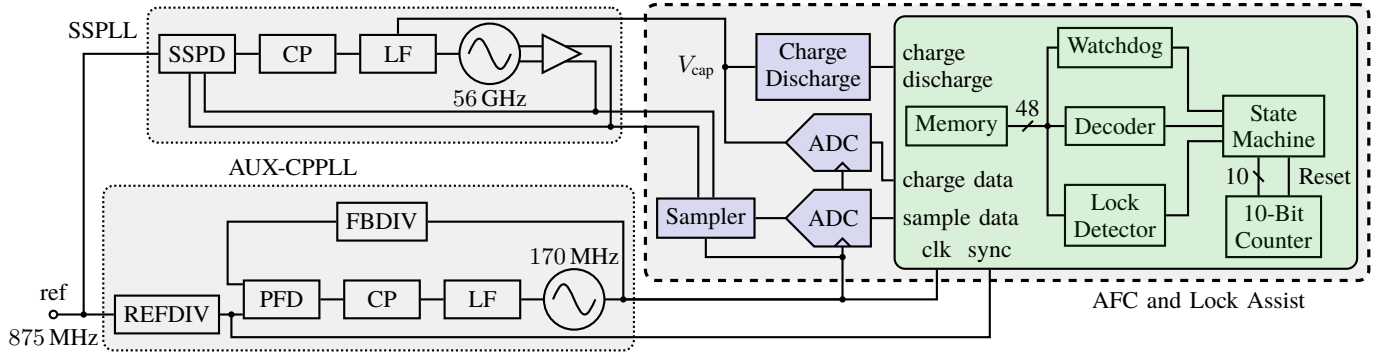 SSPLL
SSPD
CP
LF
56 GHz
V_cap
Charge
Discharge
charge
discharge
Memory
48
Watchdog
Decoder
State
Machine
ADC
charge data
10
Reset
AUX-CPPLL
FBDIV
Sampler
ADC
sample data
Lock
Detector
10-Bit
Counter
clk sync
170 MHz
ref
875 MHz
REFDIV
PFD
CP
LF
AFC and Lock Assist